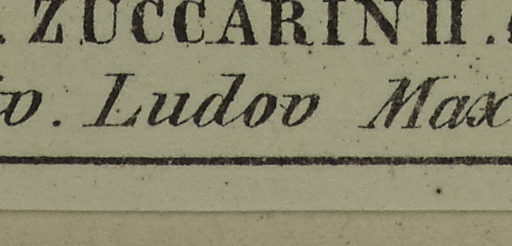 . ZUCCARINII.
v. Ludov Max